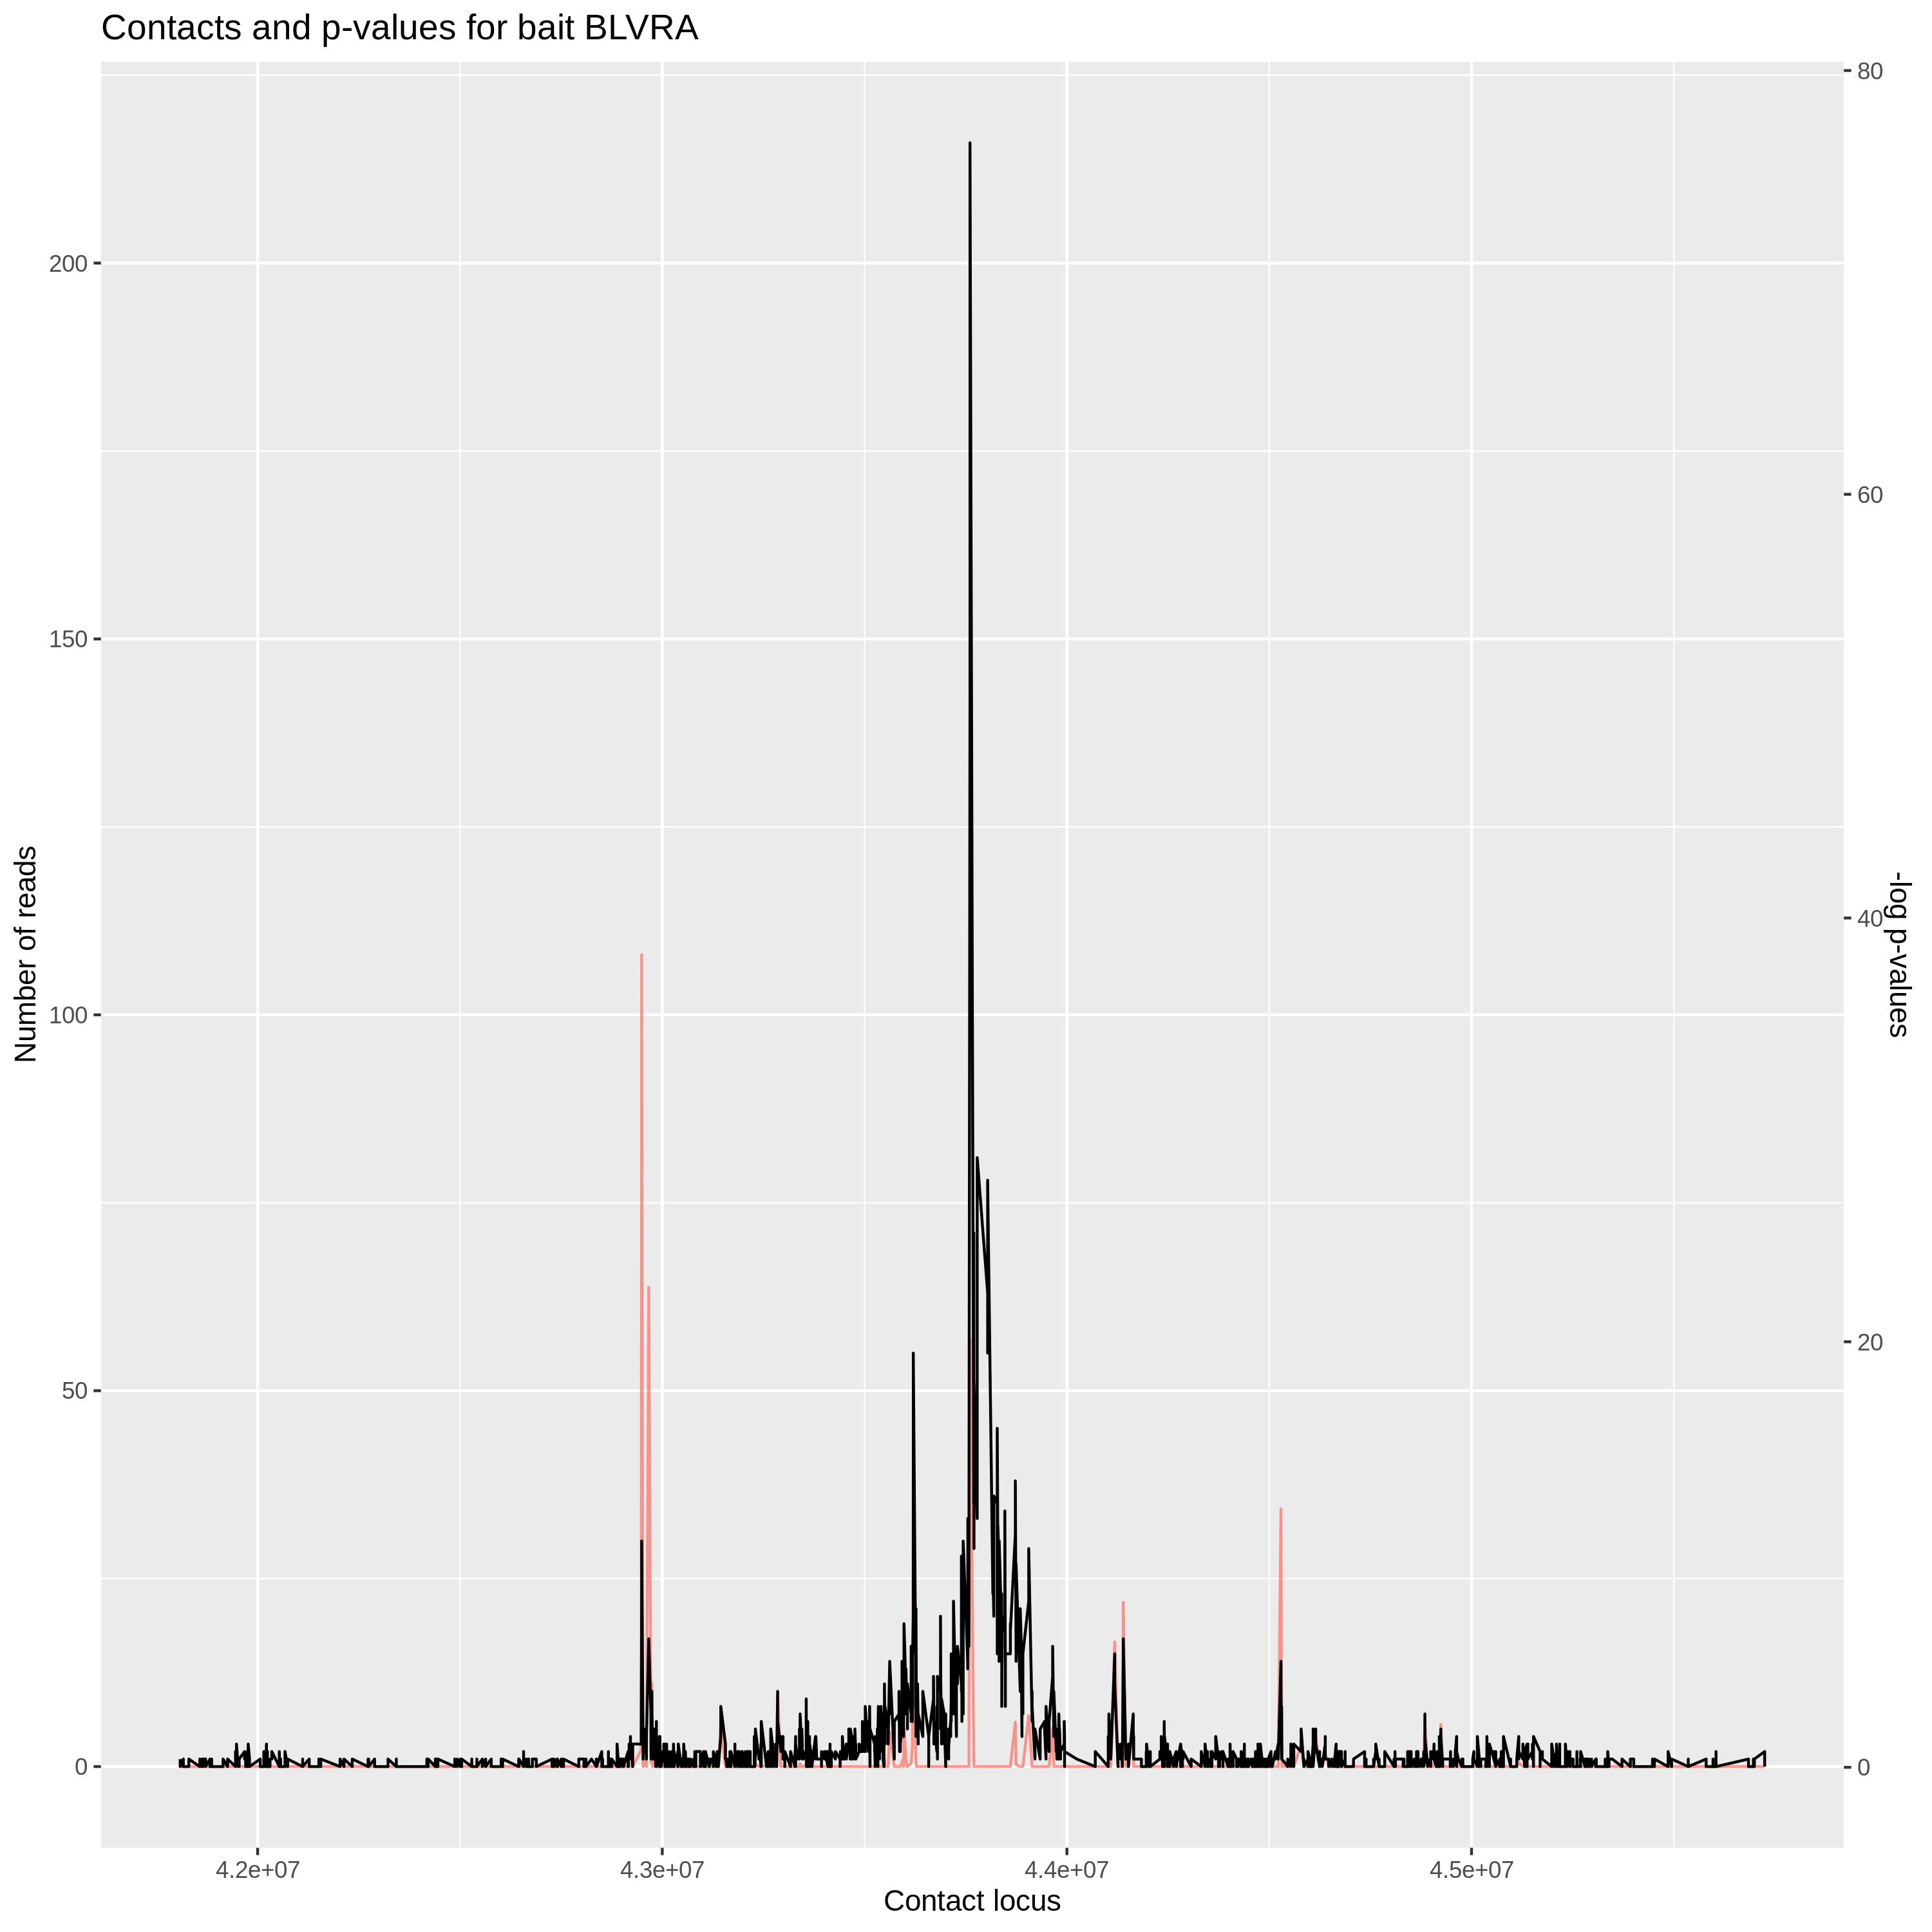 Contacts and p-values for bait BLVRA
80
200
60
150
Number of reads
40
-log p-values
100
20
50
0
0
4.2e+07
4.3e+07
4.4e+07
4.5e+07
Contact locus